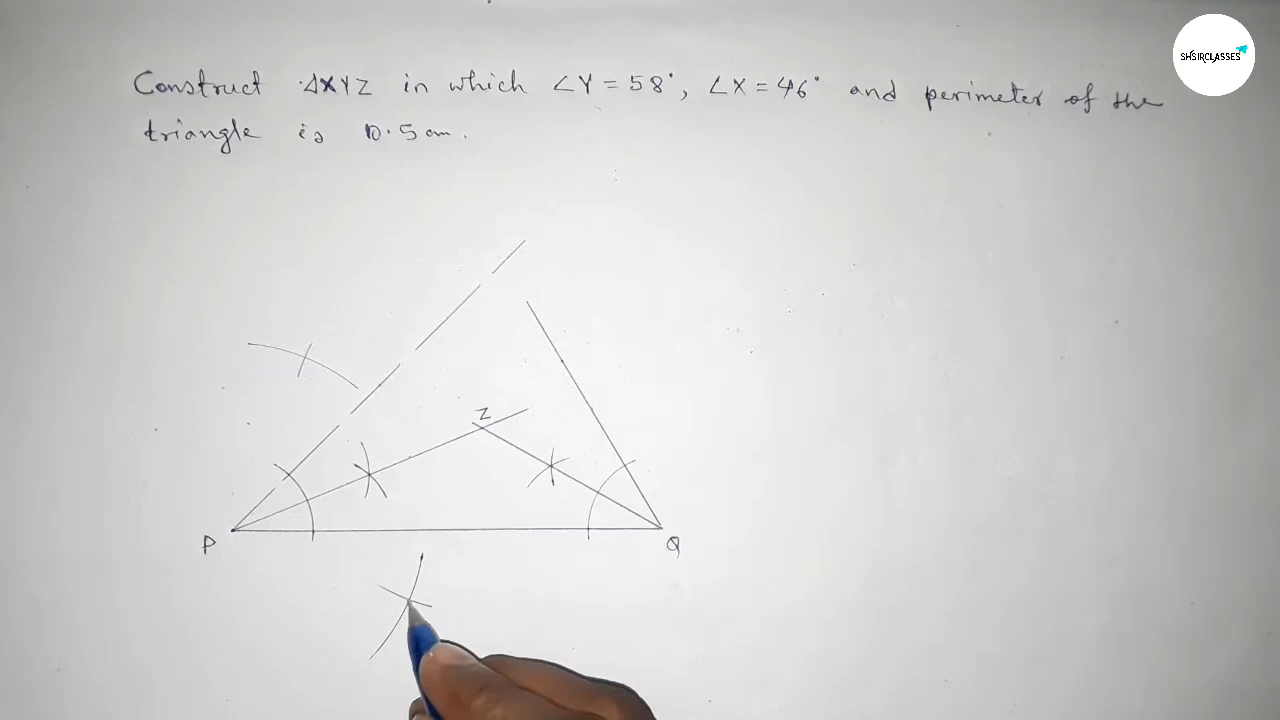 SHSIRCLASSES
Construct ΔXYZ in which ∠Y = 58°, ∠X = 46° and perimeter of the
triangle is 10.5 cm.
Z
P
Q